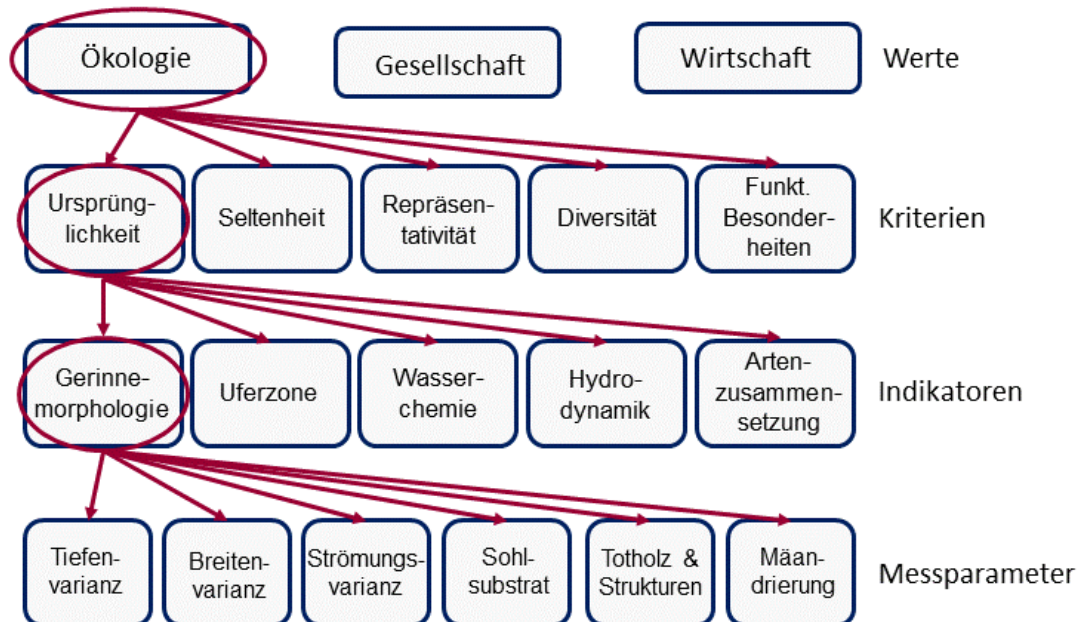 Ökologie
Gesellschaft
Wirtschaft
Werte
Ursprüng-
lichkeit
Seltenheit
Repräsen-
tativität
Diversität
Funkt.
Besonder-
heiten
Kriterien
Gerinne-
morphologie
Uferzone
Wasser-
chemie
Hydro-
dynamik
Arten-
zusammen-
setzung
Indikatoren
Tiefen-
varianz
Breiten-
varianz
Strömungs-
varianz
Sohl-
substrat
Totholz &
Strukturen
Mäan-
drierung
Messparameter